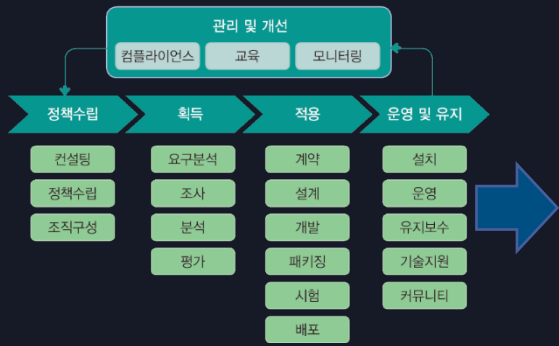 관리 및 개선
컴플라이언스 교육 모니터링
정책수립 획득 적용 운영 및 유지
컨설팅 요구분석 계약 설치
정책수립 조사 설계 운영
조직구성 분석 개발 유지보수
평가 패키징 기술지원
시험 커뮤니티
배포